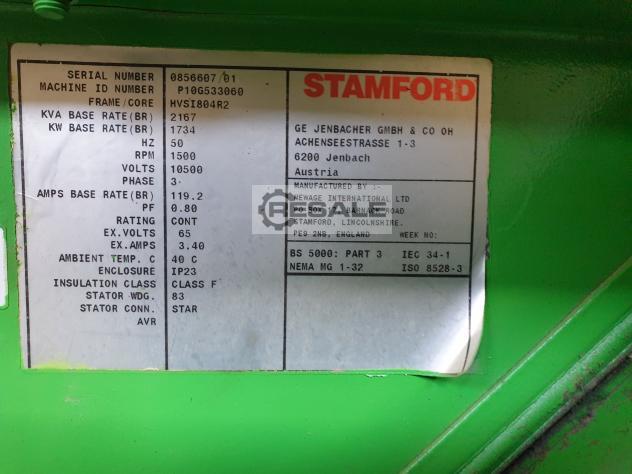 SERIAL NUMBER 0856607/01
MACHINE ID NUMBER P10G533060
FRAME/CORE HVSI804R2
KVA BASE RATE(BR) 2167
KW BASE RATE(BR) 1734
HZ 50
RPM 1500
VOLTS 10500
PHASE 3
AMPS BASE RATE(BR) 119.2
PF 0.80
RATING CONT
EX.VOLTS 65
EX.AMPS 3.40
AMBIENT TEMP. C 40 C
ENCLOSURE IP23
INSULATION CLASS CLASS F
STATOR WDG. 83
STATOR CONN. STAR
AVR
STAMFORD
GE JENBACHER GMBH & CO OH
ACHENSEESTRASSE 1-3
6200 Jenbach
Austria
MANUFACTURED BY :-
NEWAGE INTERNATIONAL LTD
PO BOX 17, BARNACK ROAD
STAMFORD, LINCOLNSHIRE.
PE9 2NB, ENGLAND WEEK NO:
BS 5000: PART 3 IEC 34-1
NEMA MG 1-32 ISO 8528-3
RESALE